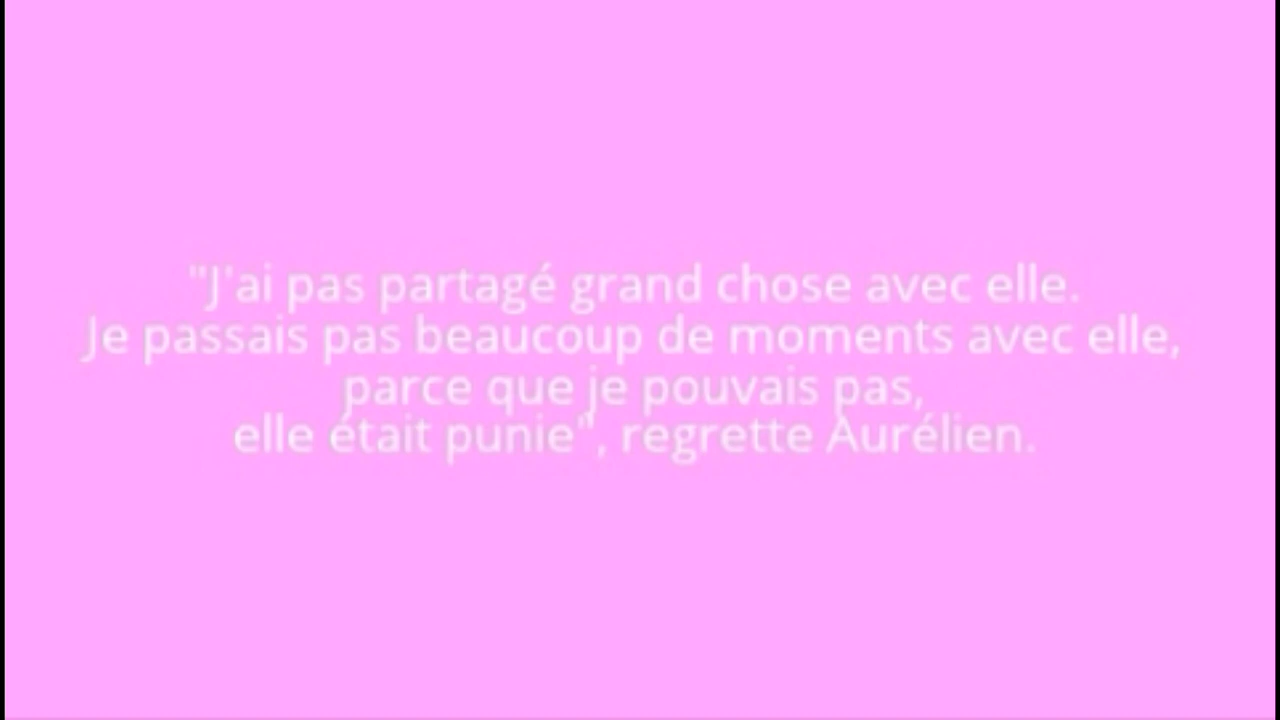 "J'ai pas partagé grand chose avec elle.
Je passais pas beaucoup de moments avec elle,
parce que je pouvais pas,
elle était punie", regrette Aurélien.